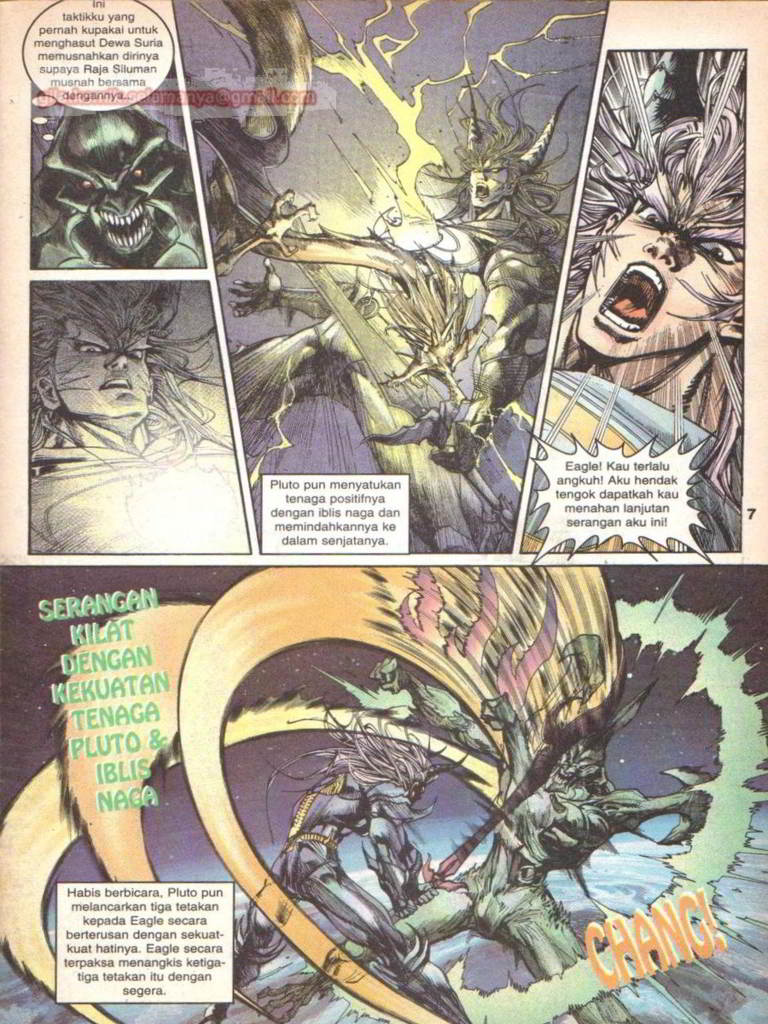 Ini
taktikku yang
pernah kupakai untuk
menghasut Dewa Suria
memusnahkan dirinya
supaya Raja Siluman
musnah bersama
dengannya...
Pluto pun menyatukan
tenaga positifnya
dengan iblis naga dan
memindahkannya ke
dalam senjatanya.
Eagle! Kau terlalu
angkuh! Aku hendak
tengok dapatkah kau
menahan lanjutan
serangan aku ini!
7
SERANGAN
KILAT
DENGAN
KEKUATAN
TENAGA
PLUTO &
IBLIS
NAGA
Habis berbicara, Pluto pun
melancarkan tiga tetakan
kepada Eagle secara
berterusan dengan sekuat-
kuat hatinya. Eagle secara
terpaksa menangkis ketiga-
tiga tetakan itu dengan
segera.
CHANG!